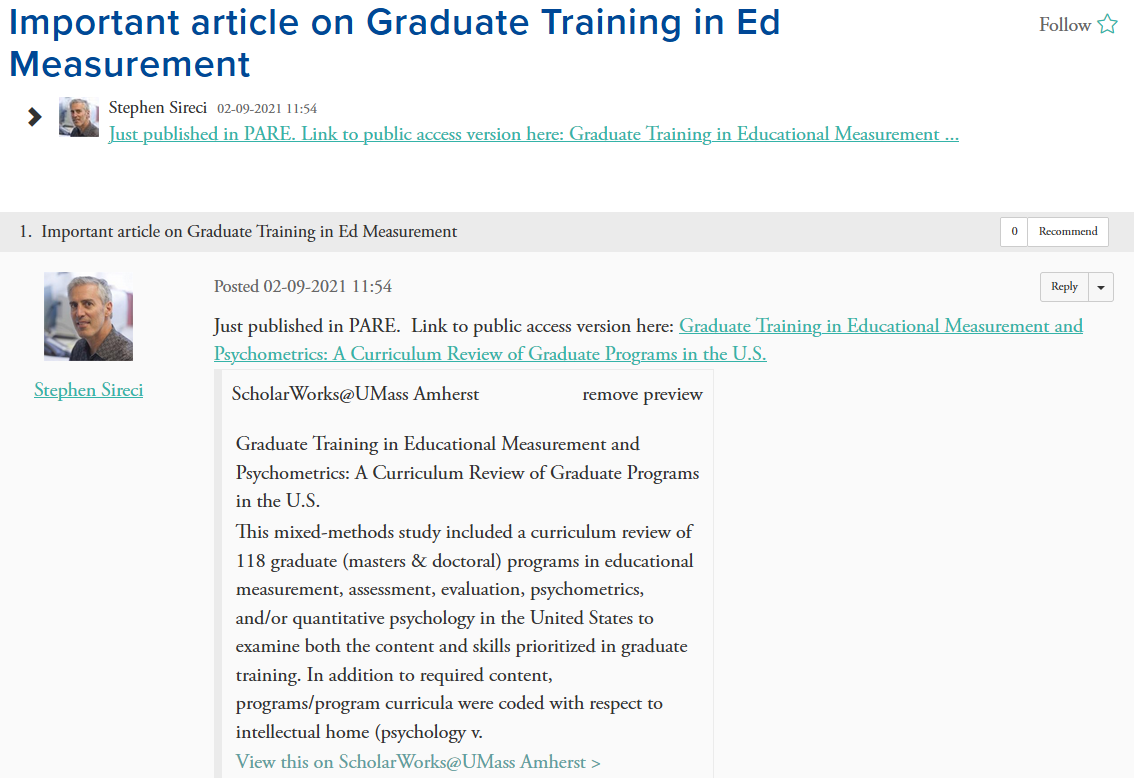 Important article on Graduate Training in Ed
Measurement
Follow
Stephen Sireci 02-09-2021 11:54
Just published in PARE. Link to public access version here: Graduate Training in Educational Measurement ...
1. Important article on Graduate Training in Ed Measurement
0 Recommend
Posted 02-09-2021 11:54
Reply
Just published in PARE.  Link to public access version here: Graduate Training in Educational Measurement and
Psychometrics: A Curriculum Review of Graduate Programs in the U.S.
Stephen Sireci
ScholarWorks@UMass Amherst remove preview
Graduate Training in Educational Measurement and
Psychometrics: A Curriculum Review of Graduate Programs
in the U.S.
This mixed-methods study included a curriculum review of
118 graduate (masters & doctoral) programs in educational
measurement, assessment, evaluation, psychometrics,
and/or quantitative psychology in the United States to
examine both the content and skills prioritized in graduate
training. In addition to required content,
programs/program curricula were coded with respect to
intellectual home (psychology v.
View this on ScholarWorks@UMass Amherst >